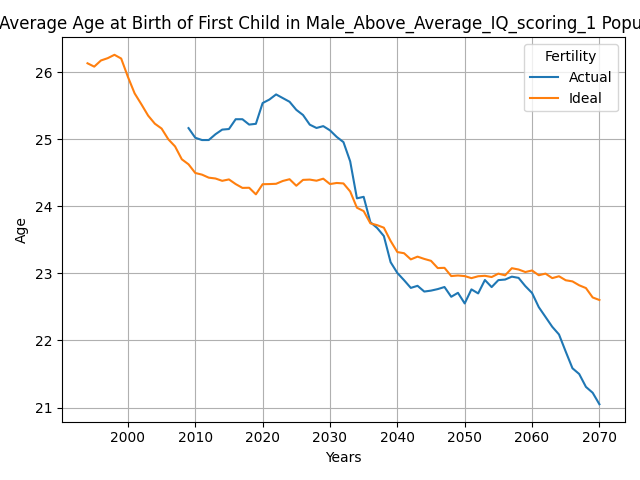 Average Age at Birth of First Child in Male_Above_Average_IQ_scoring_1 Popu
Fertility
Actual
Ideal
26
25
24
23
22
21
Age
2000
2010
2020
2030
2040
2050
2060
2070
Years